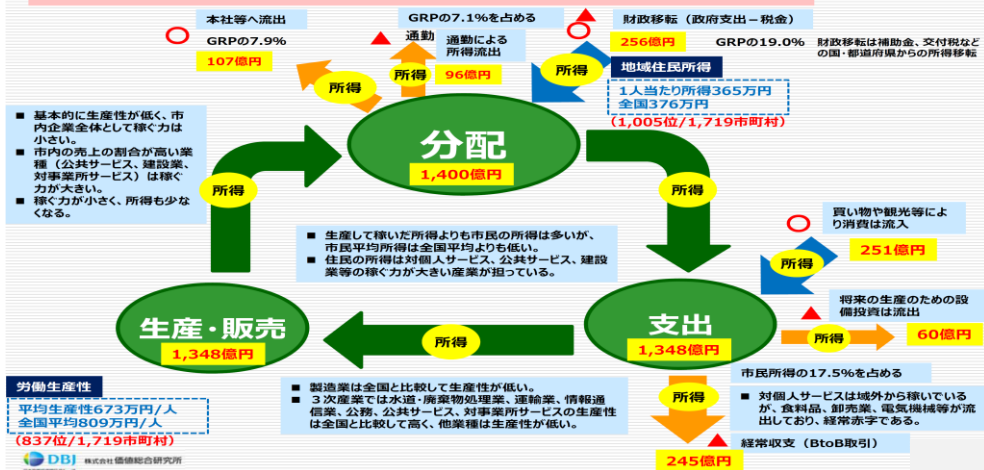 本社等へ流出
GRPの7.9%
107億円
GRPの7.1%を占める
通勤
通勤による
所得流出
96億円
財政移転（政府支出－税金）
256億円
GRPの19.0%
財政移転は補助金、交付税など
の国・都道府県からの所得移転
所得
所得
所得
地域住民所得
1人当たり所得365万円
全国376万円
(1,005位/1,719市町村)
■ 基本的に生産性が低く、市
内企業全体として稼ぐ力は
小さい。
■ 市内の売上の割合が高い業
種（公共サービス、建設業、
対事業所サービス）は稼ぐ
力が大きい。
■ 稼ぐ力が小さく、所得も少な
くなる。
分配
1,400億円
所得
所得
■ 生産して稼いだ所得よりも市民の所得は多いが、
市民平均所得は全国平均よりも低い。
■ 住民の所得は対個人サービス、公共サービス、建設
業等の稼ぐ力が大きい産業が担っている。
買い物や観光等によ
り消費は流入
251億円
所得
将来の生産のための設
備投資は流出
所得
60億円
生産・販売
1,348億円
所得
支出
1,348億円
市民所得の17.5%を占める
■ 対個人サービスは域外から稼いでいる
が、食料品、卸売業、電気機械等が流
出しており、経常赤字である。
所得
経常収支（BtoB取引）
245億円
労働生産性
平均生産性673万円/人
全国平均809万円/人
(837位/1,719市町村)
■ 製造業は全国と比較して生産性が低い。
■ ３次産業では水道・廃棄物処理業、運輸業、情報通
信業、公務、公共サービス、対事業所サービスの生産性
は全国と比較して高く、他業種は生産性が低い。
DBJ 株式会社価値総合研究所